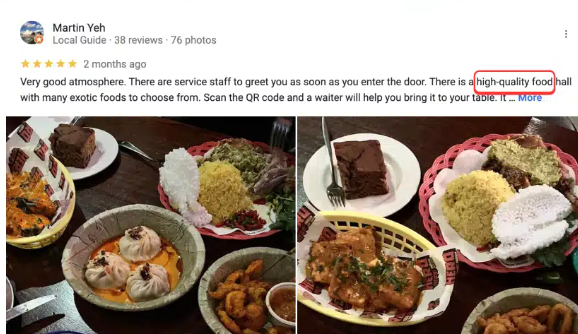 Martin Yeh
Local Guide · 38 reviews · 76 photos
2 months ago
Very good atmosphere. There are service staff to greet you as soon as you enter the door. There is a high-quality food hall
with many exotic foods to choose from. Scan the QR code and a waiter will help you bring it to your table. It ... More